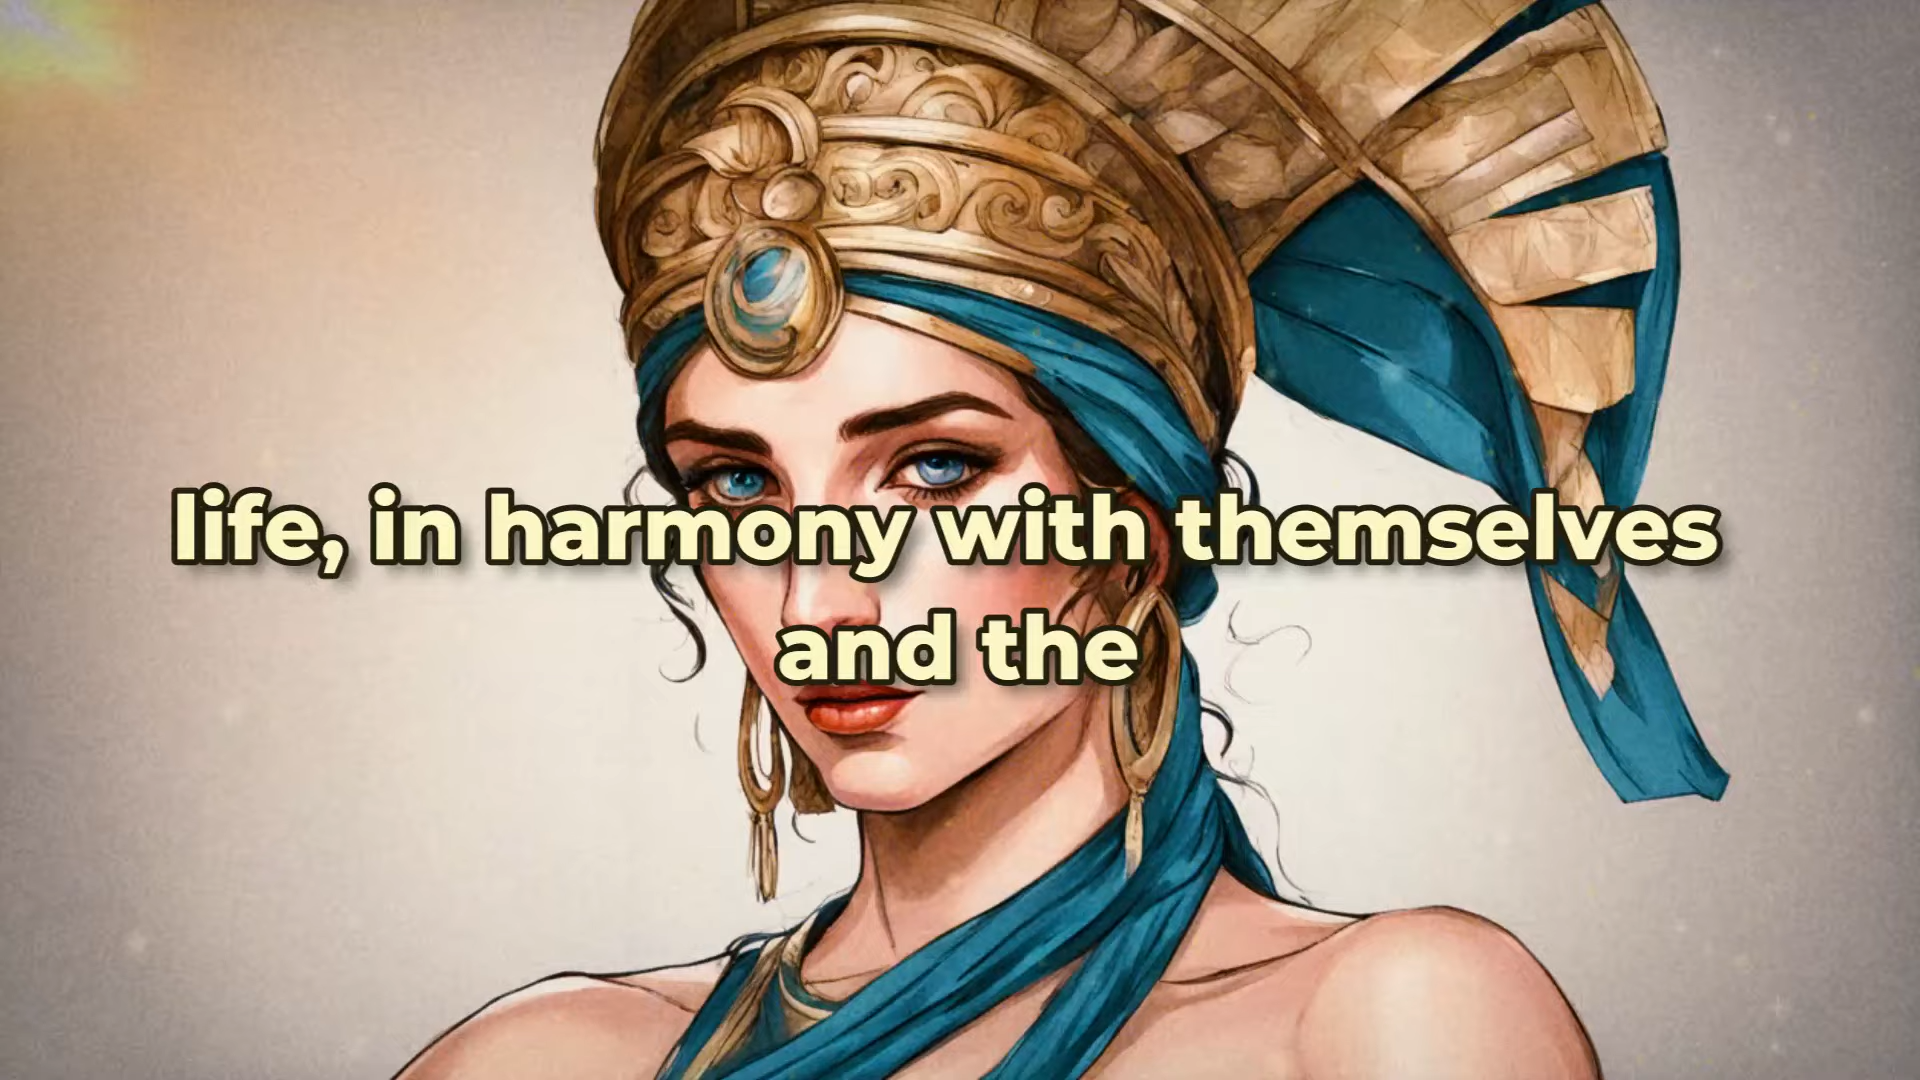 life, in harmony with themselves
and the